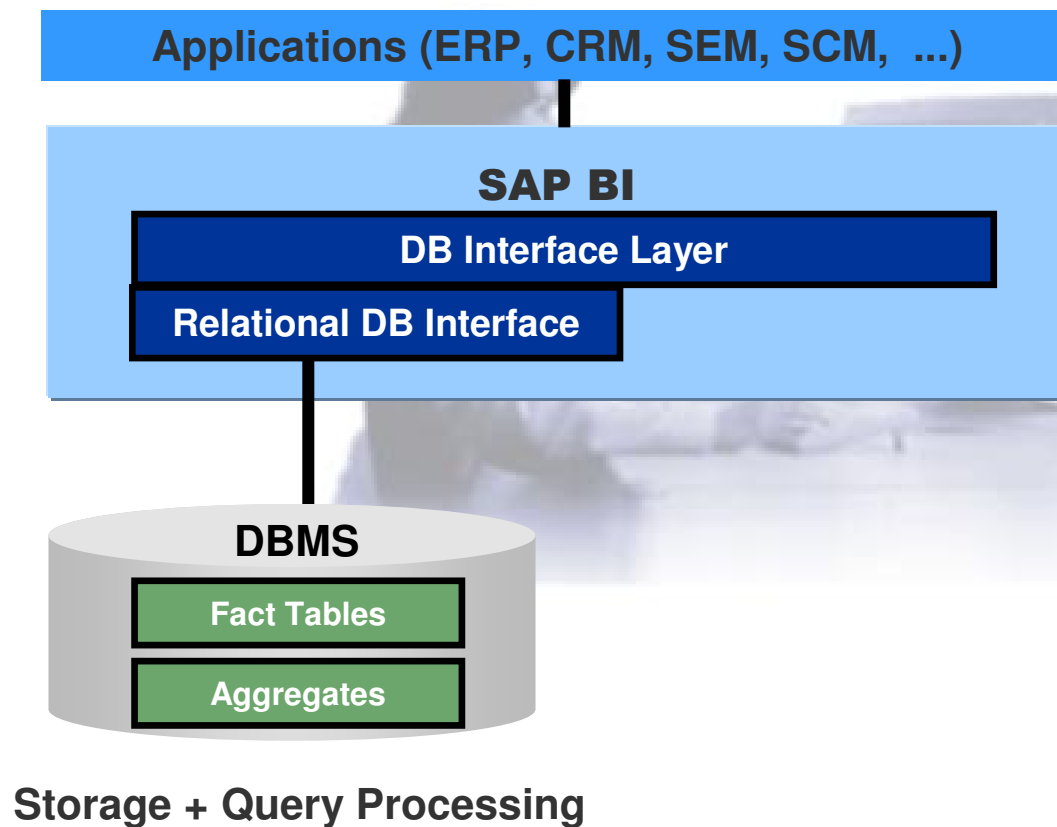 Applications (ERP, CRM, SEM, SCM, ...)
SAP BI
DB Interface Layer
Relational DB Interface
DBMS
Fact Tables
Aggregates
Storage + Query Processing